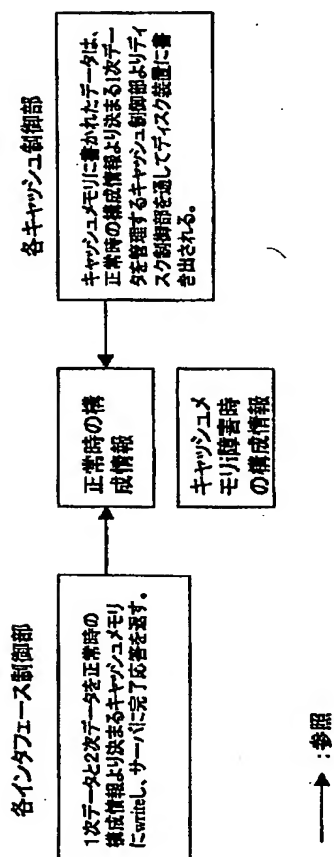 各インタフェース制御部
1次データと2次データを正常時の
構成情報より決まるキャッシュメモリ
にwriteし、サーバに完了応答を返す。
正常時の構
成情報
キャッシュメ
モリi障害時
の構成情報
各キャッシュ制御部
キャッシュメモリに書かれたデータは、
正常時の構成情報より決まる1次デー
タを管理するキャッシュ制御部よりディ
スク制御部を通してディスク装置に書
き出される。
:参照